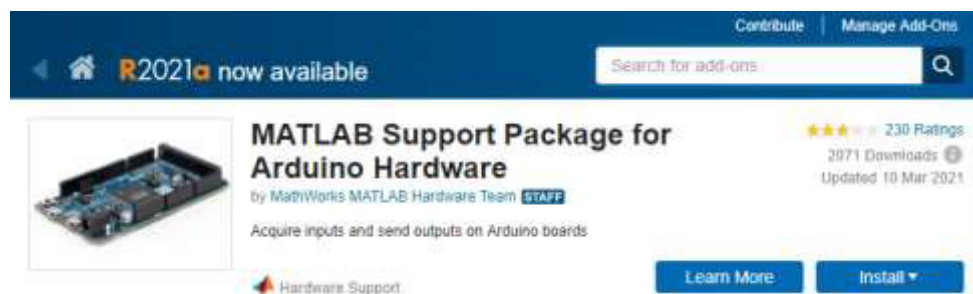 Contribute | Manage Add-Ons
R2021a now available
Search for add-ons
MATLAB Support Package for
Arduino Hardware
230 Ratings
2071 Downloads
Updated 10 Mar 2021
by MathWorks MATLAB Hardware Team STAFF
Acquire inputs and send outputs on Arduino boards
Hardware Support
Learn More
Install